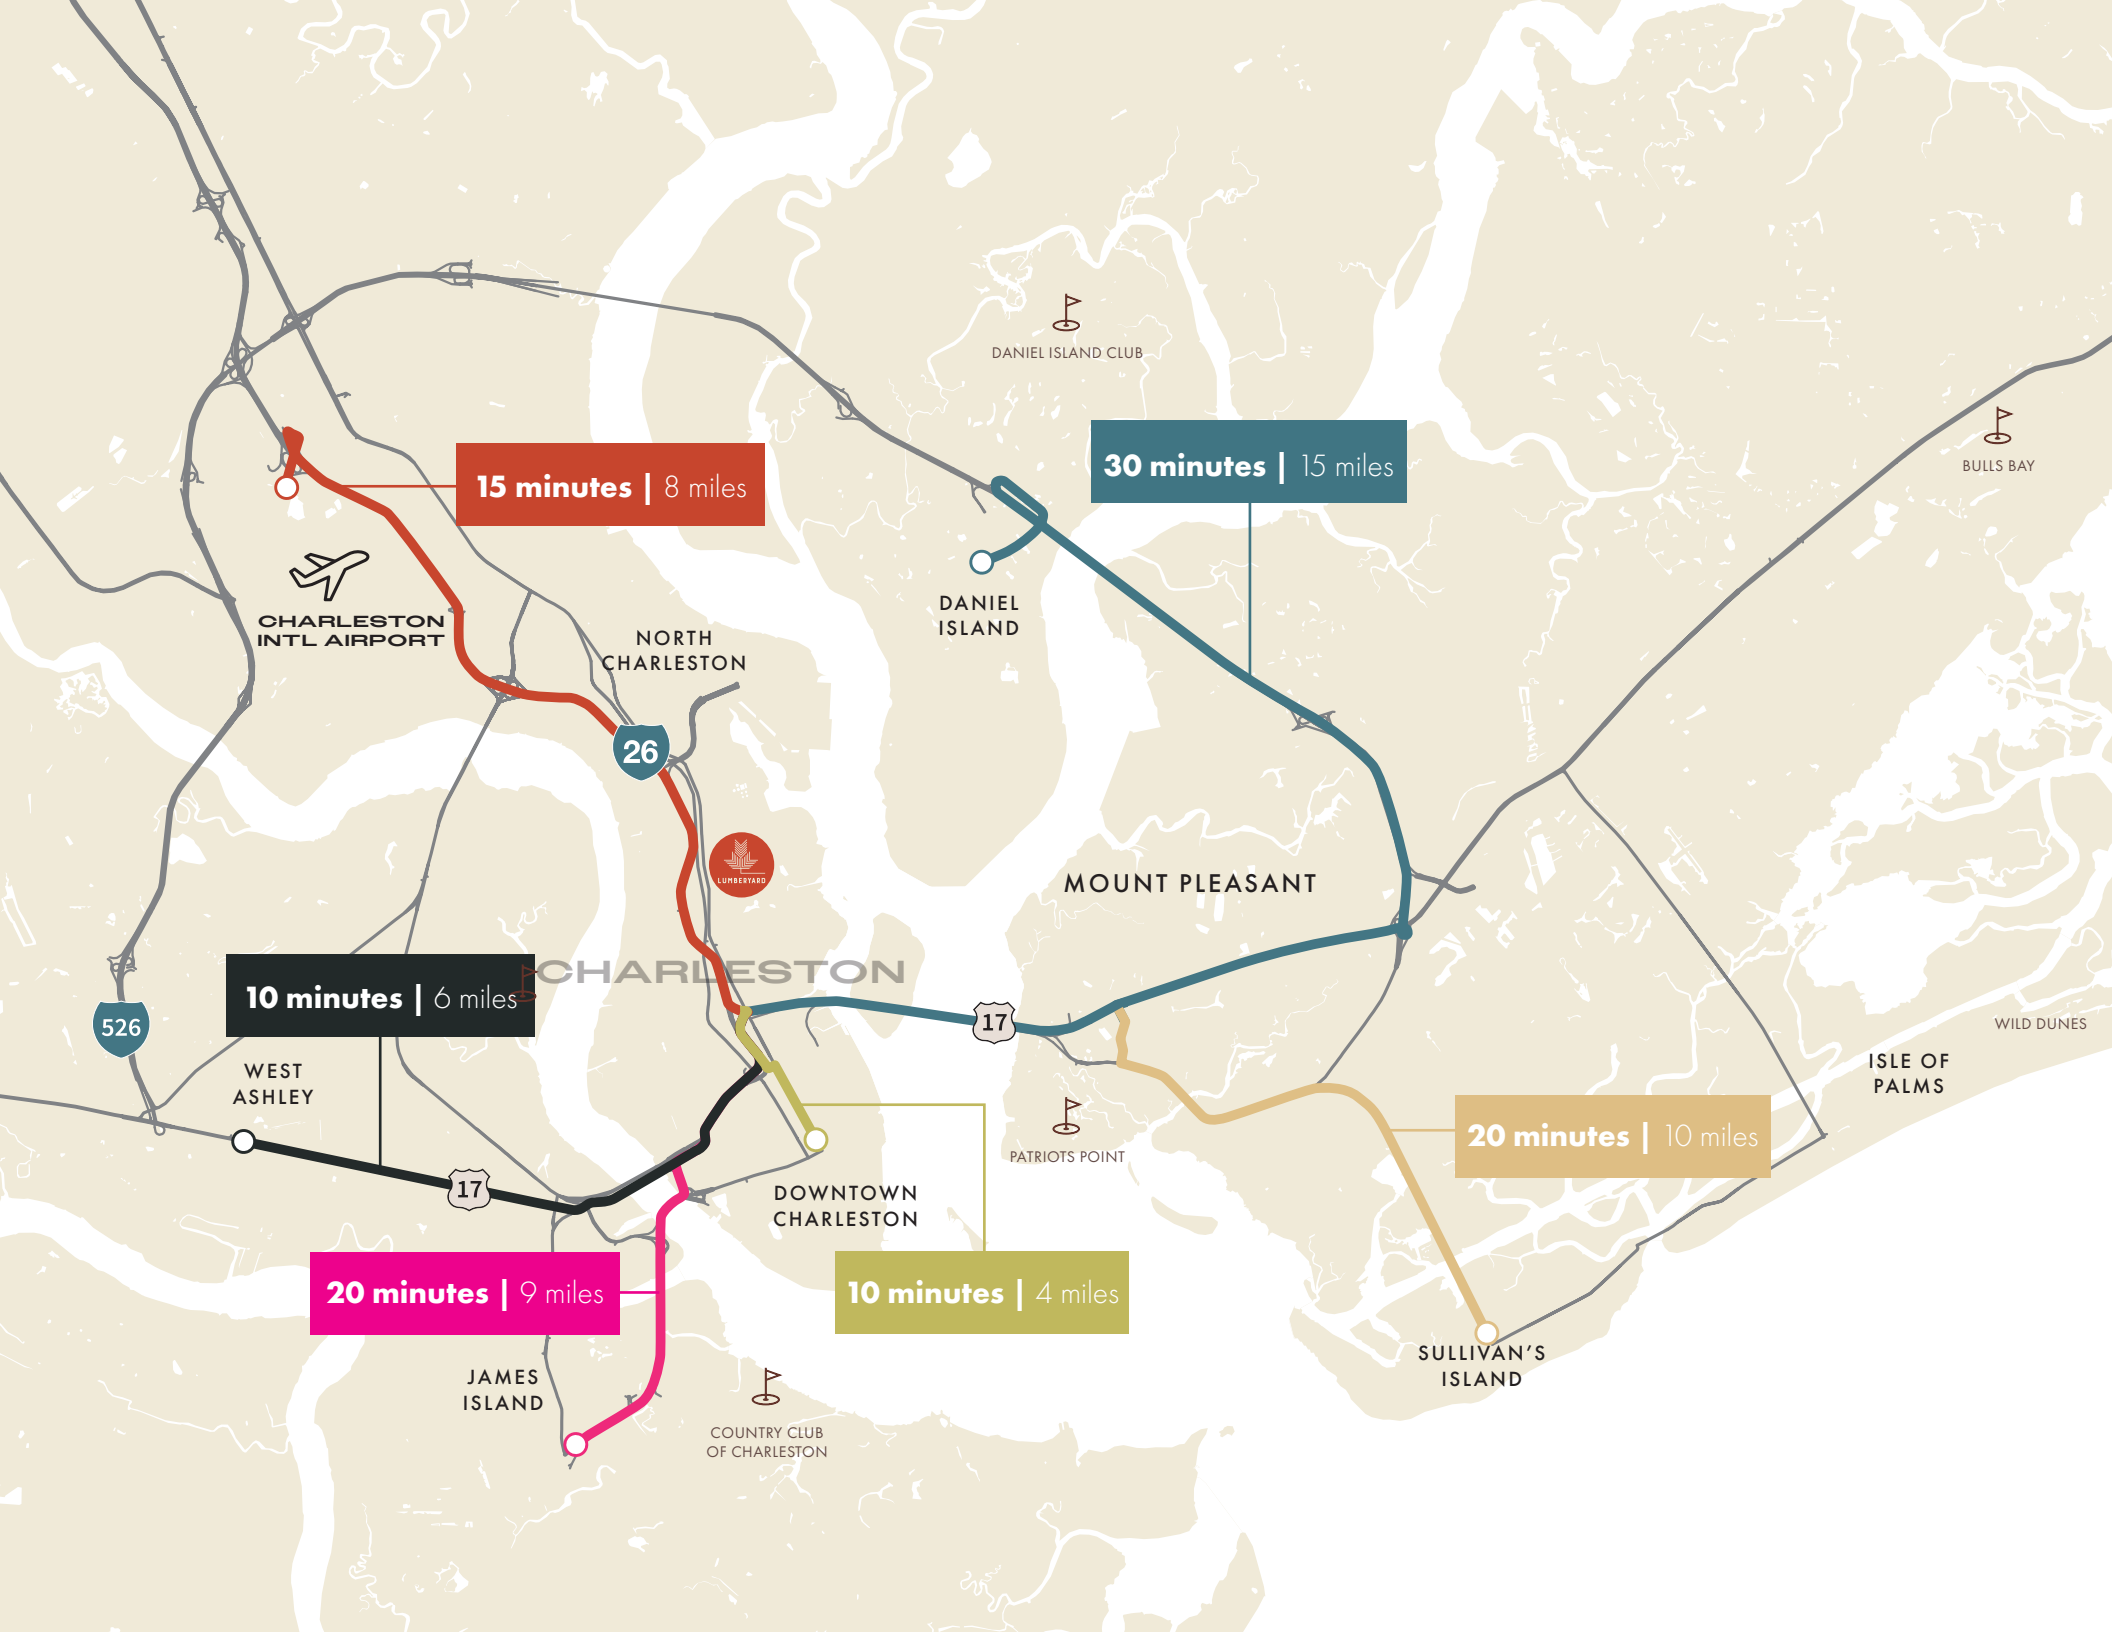 DANIEL ISLAND CLUB
BULLS BAY
30 minutes | 15 miles
15 minutes | 8 miles
DANIEL
ISLAND
CHARLESTON
INTL AIRPORT
NORTH
CHARLESTON
26
LUMBERYARD
MOUNT PLEASANT
CHARLESTON
10 minutes | 6 miles
526
17
WILD DUNES
WEST
ASHLEY
ISLE OF
PALMS
20 minutes | 10 miles
PATRIOTS POINT
17
DOWNTOWN
CHARLESTON
20 minutes | 9 miles
10 minutes | 4 miles
SULLIVAN'S
ISLAND
JAMES
ISLAND
COUNTRY CLUB
OF CHARLESTON